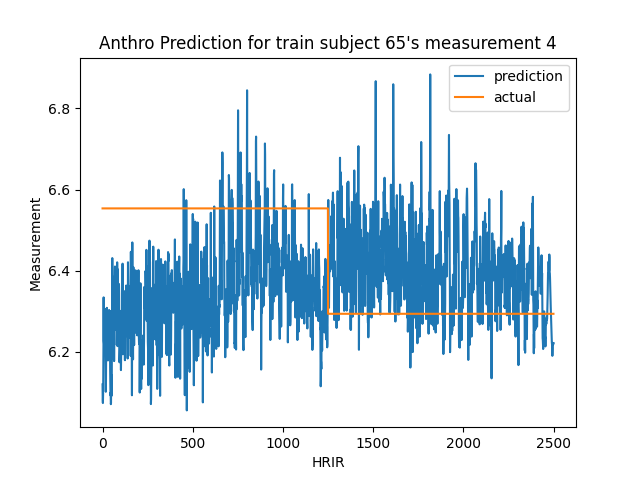 Anthro Prediction for train subject 65's measurement 4
prediction
actual
Measurement
6.8
6.6
6.4
6.2
0 500 1000 1500 2000 2500
HRIR